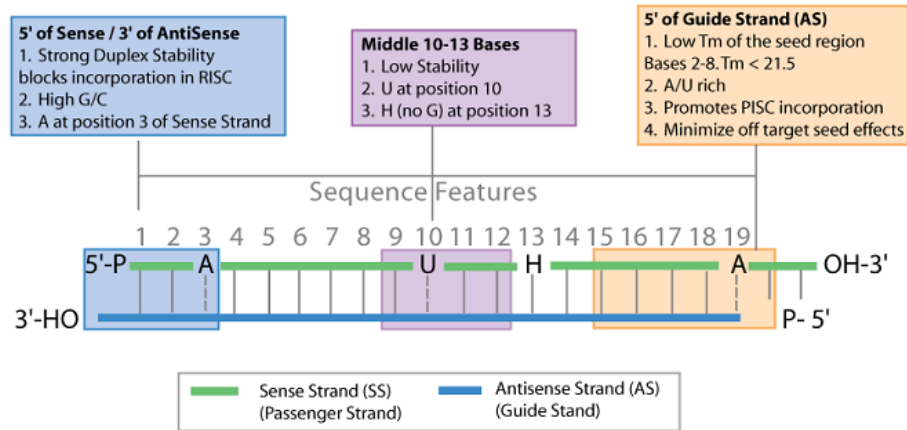 5' of Sense / 3' of AntiSense
1. Strong Duplex Stability
blocks incorporation in RISC
2. High G/C
3. A at position 3 of Sense Strand
Middle 10-13 Bases
1. Low Stability
2. U at position 10
3. H (no G) at position 13
5' of Guide Strand (AS)
1. Low Tm of the seed region
Bases 2-8. Tm < 21.5
2. A/U rich
3. Promotes PISC incorporation
4. Minimize off target seed effects
Sequence Features
1 2 3 4 5 6 7 8 9 10 11 12 13 14 15 16 17 18 19
5'-P A U H A OH-3'
3'-HO P- 5'
Sense Strand (SS)
(Passenger Strand)
Antisense Strand (AS)
(Guide Stand)